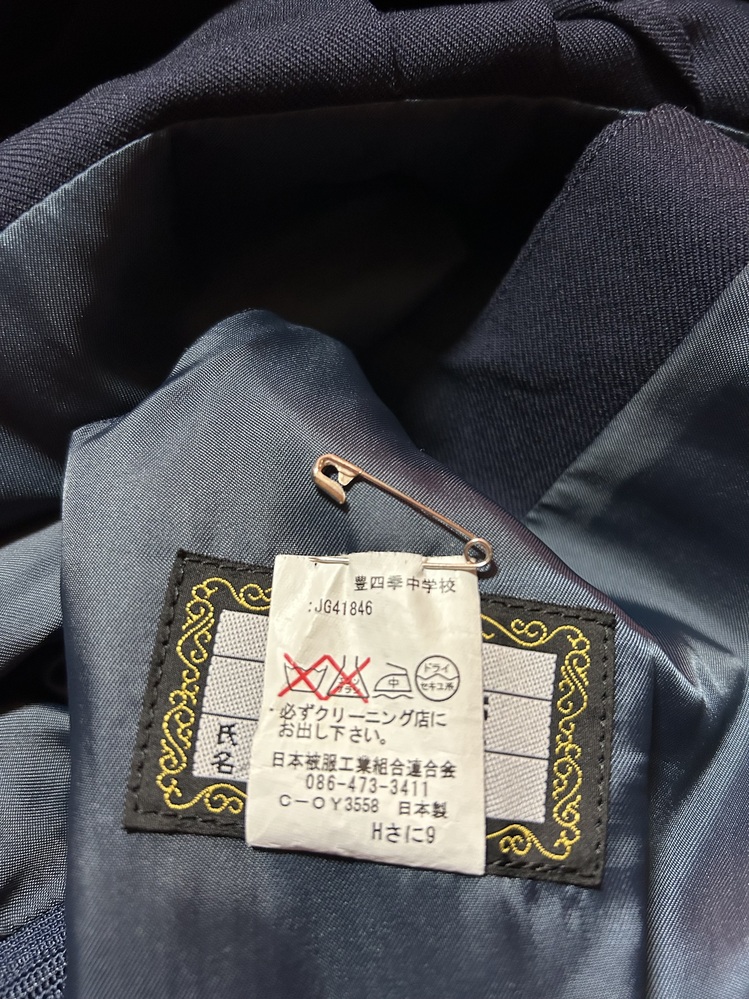 豊四季中学校
:JG41846
中
ドライ
セキユ系
必ずクリーニング店に
お出し下さい。
日本被服工業組合連合会
086-473-3411
C-OY3558 日本製
Hさに9
氏名